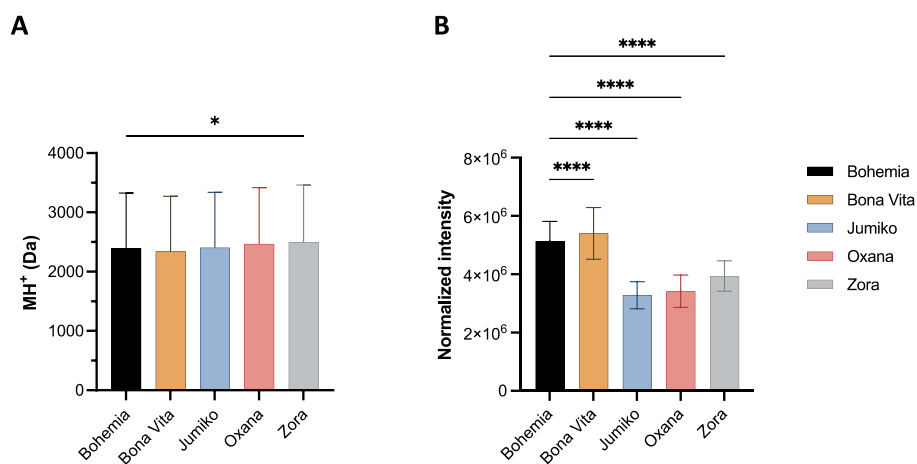 A
B
*
****
****
****
****
MH⁺ (Da)
4000
3000
2000
1000
0
Bohemia
Bona Vita
Jumiko
Oxana
Zora
Normalized intensity
8×10⁶
6×10⁶
4×10⁶
2×10⁶
0
Bohemia
Bona Vita
Jumiko
Oxana
Zora
Bohemia
Bona Vita
Jumiko
Oxana
Zora